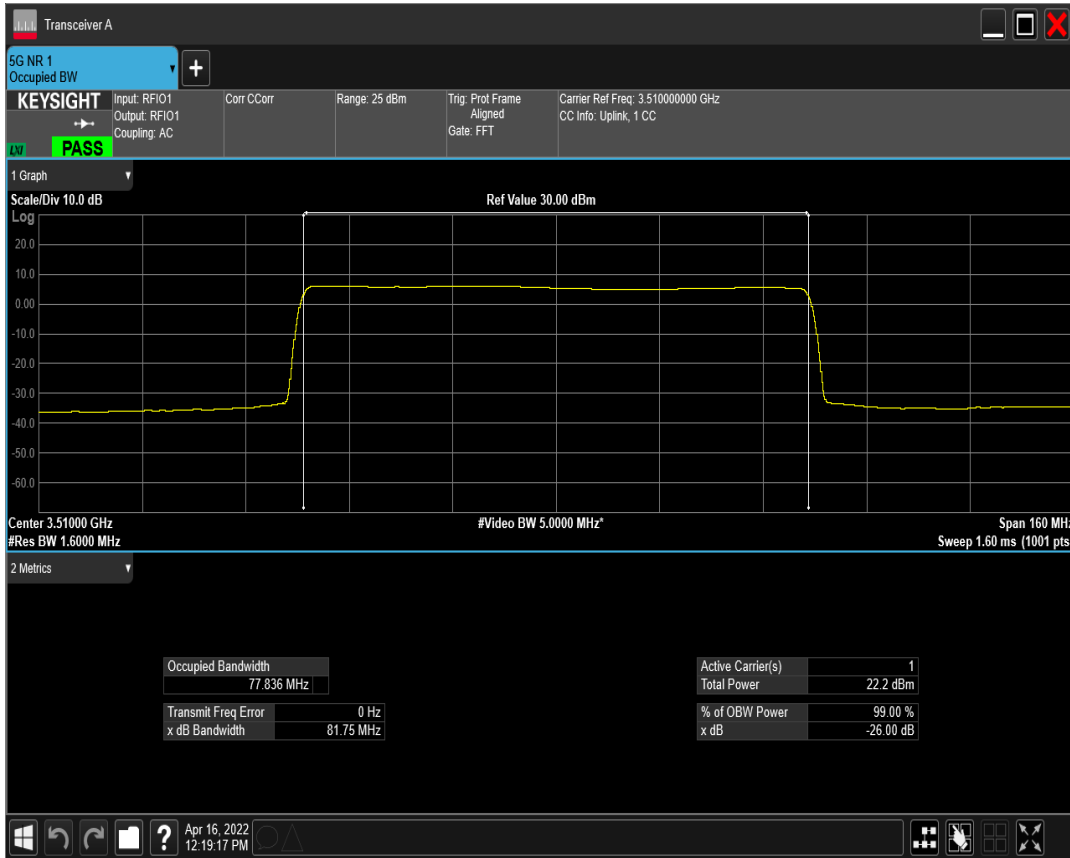 Transceiver A
5G NR 1
Occupied BW
+
KEYSIGHT
LXI
PASS
Input: RFIO1
Output: RFIO1
Coupling: AC
Corr CCorr
Range: 25 dBm
Trig: Prot Frame
Aligned
Gate: FFT
Carrier Ref Freq: 3.510000000 GHz
CC Info: Uplink, 1 CC
1 Graph
Scale/Div 10.0 dB
Ref Value 30.00 dBm
Log
20.0
10.0
0.00
-10.0
-20.0
-30.0
-40.0
-50.0
-60.0
Center 3.51000 GHz
#Video BW 5.0000 MHz*
Span 160 MHz
#Res BW 1.6000 MHz
Sweep 1.60 ms (1001 pts
2 Metrics
Occupied Bandwidth
77.836 MHz
Transmit Freq Error 0 Hz
x dB Bandwidth 81.75 MHz
Active Carrier(s) 1
Total Power 22.2 dBm
% of OBW Power 99.00 %
x dB -26.00 dB
?
Apr 16, 2022
12:19:17 PM